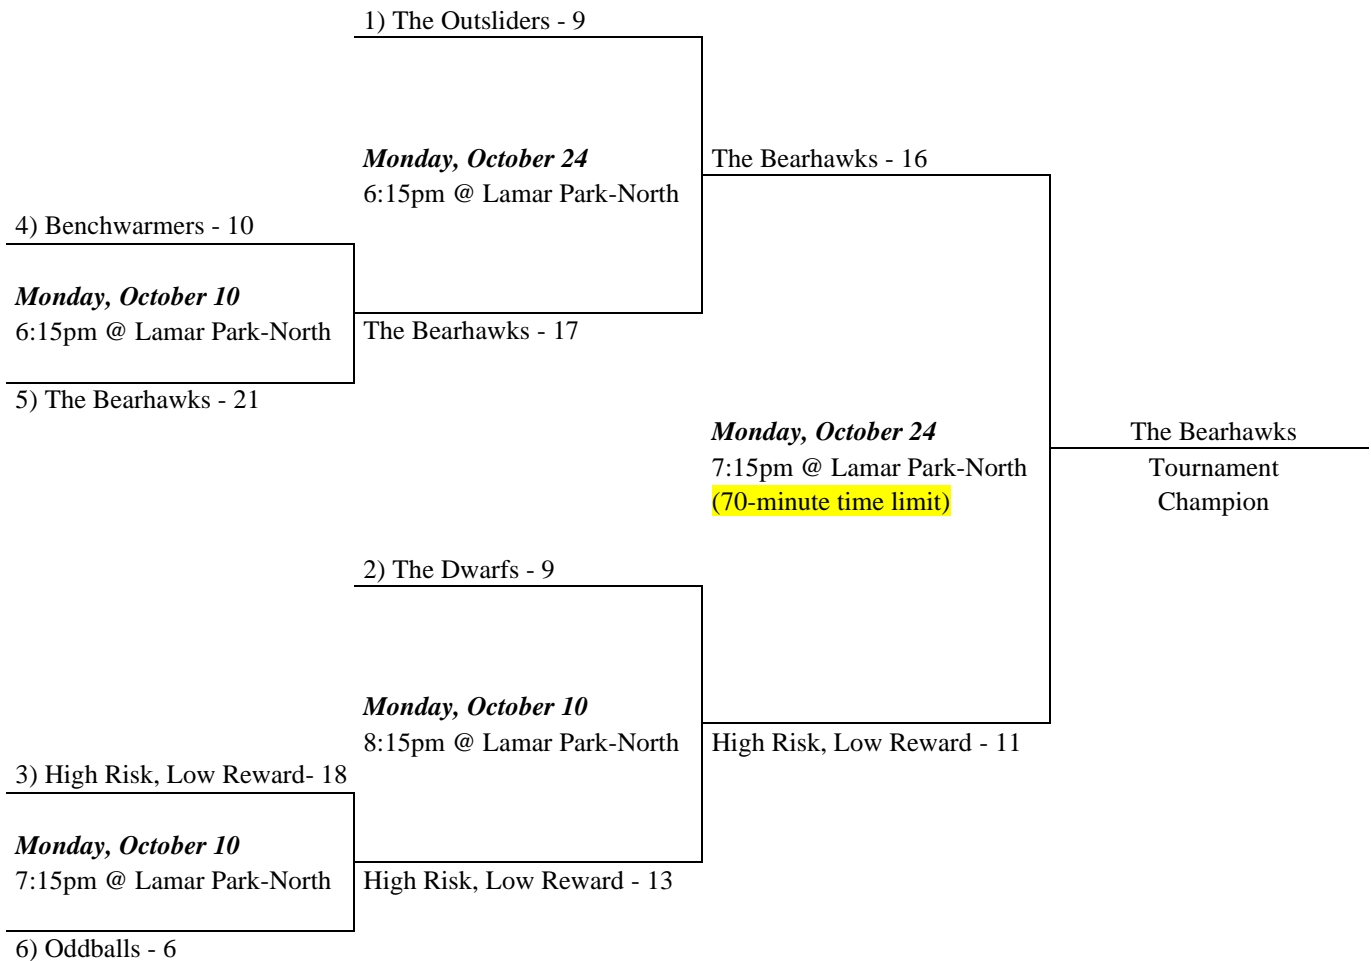 1) The Outsliders - 9
Monday, October 24
6:15pm @ Lamar Park-North
The Bearhawks - 16
4) Benchwarmers - 10
Monday, October 10
6:15pm @ Lamar Park-North
The Bearhawks - 17
5) The Bearhawks - 21
Monday, October 24
7:15pm @ Lamar Park-North
(70-minute time limit)
The Bearhawks
Tournament
Champion
2) The Dwarfs - 9
Monday, October 10
8:15pm @ Lamar Park-North
High Risk, Low Reward - 11
3) High Risk, Low Reward- 18
Monday, October 10
7:15pm @ Lamar Park-North
High Risk, Low Reward - 13
6) Oddballs - 6